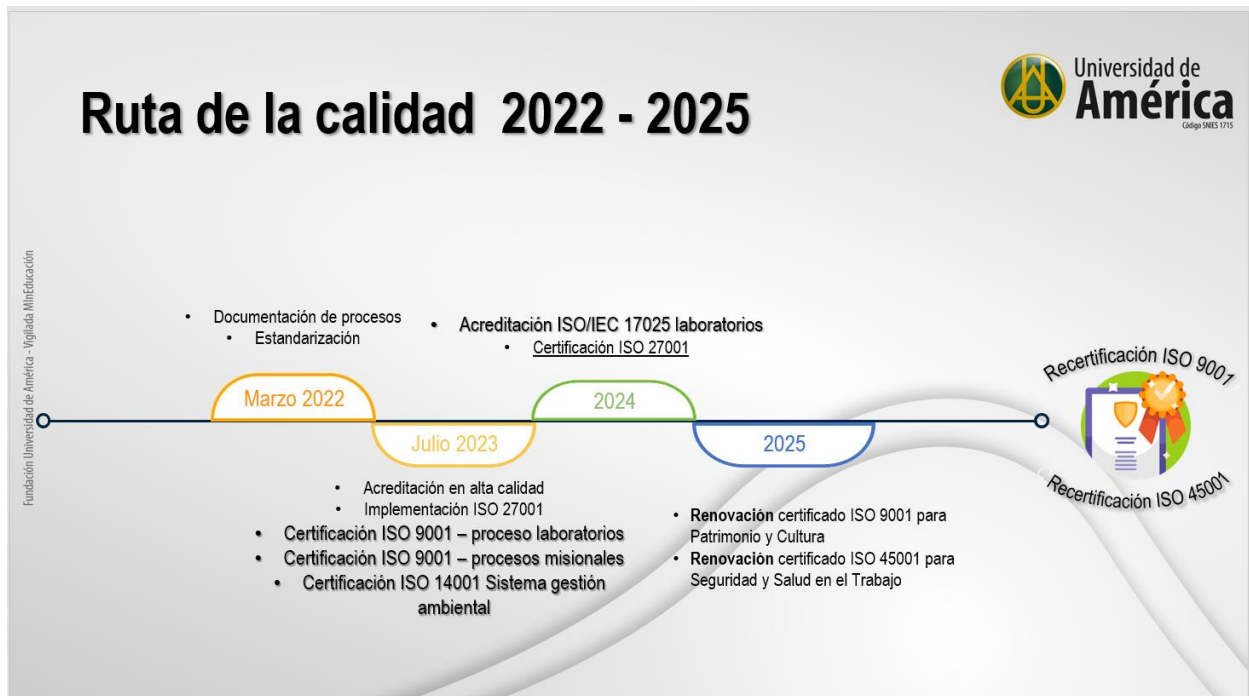 Ruta de la calidad 2022 - 2025
Universidad de
América
Código SNIES 1715
Fundación Universidad de América - Vigilada MinEducación
• Documentación de procesos
• Estandarización
• Acreditación ISO/IEC 17025 laboratorios
• Certificación ISO 27001
Marzo 2022
Julio 2023
2024
2025
• Acreditación en alta calidad
• Implementación ISO 27001
• Certificación ISO 9001 – proceso laboratorios
• Certificación ISO 9001 – procesos misionales
• Certificación ISO 14001 Sistema gestión
ambiental
• Renovación certificado ISO 9001 para
Patrimonio y Cultura
• Renovación certificado ISO 45001 para
Seguridad y Salud en el Trabajo
Recertificación ISO 9001
Recertificación ISO 45001